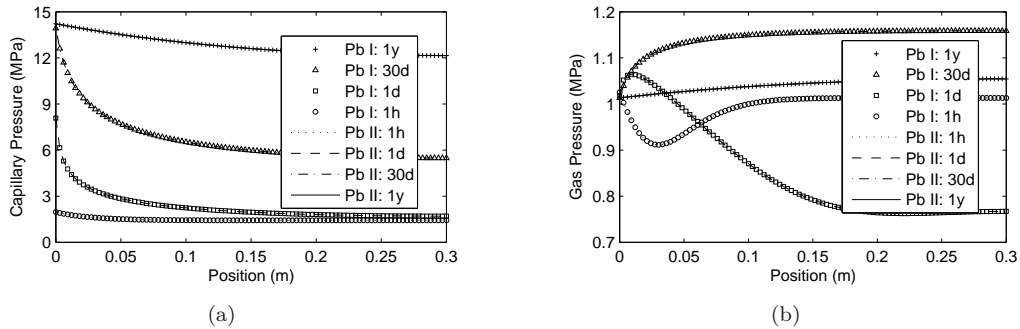 15
12
9
6
3
0
Capillary Pressure (MPa)
0
0.05
0.1
0.15
0.2
0.25
0.3
Position (m)
Pb I: 1y
Pb I: 30d
Pb I: 1d
Pb I: 1h
Pb II: 1h
Pb II: 1d
Pb II: 30d
Pb II: 1y
(a)
1.2
1.1
1
0.9
0.8
0.7
Gas Pressure (MPa)
0
0.05
0.1
0.15
0.2
0.25
0.3
Position (m)
Pb I: 1y
Pb I: 30d
Pb I: 1d
Pb I: 1h
Pb II: 1h
Pb II: 1d
Pb II: 30d
Pb II: 1y
(b)